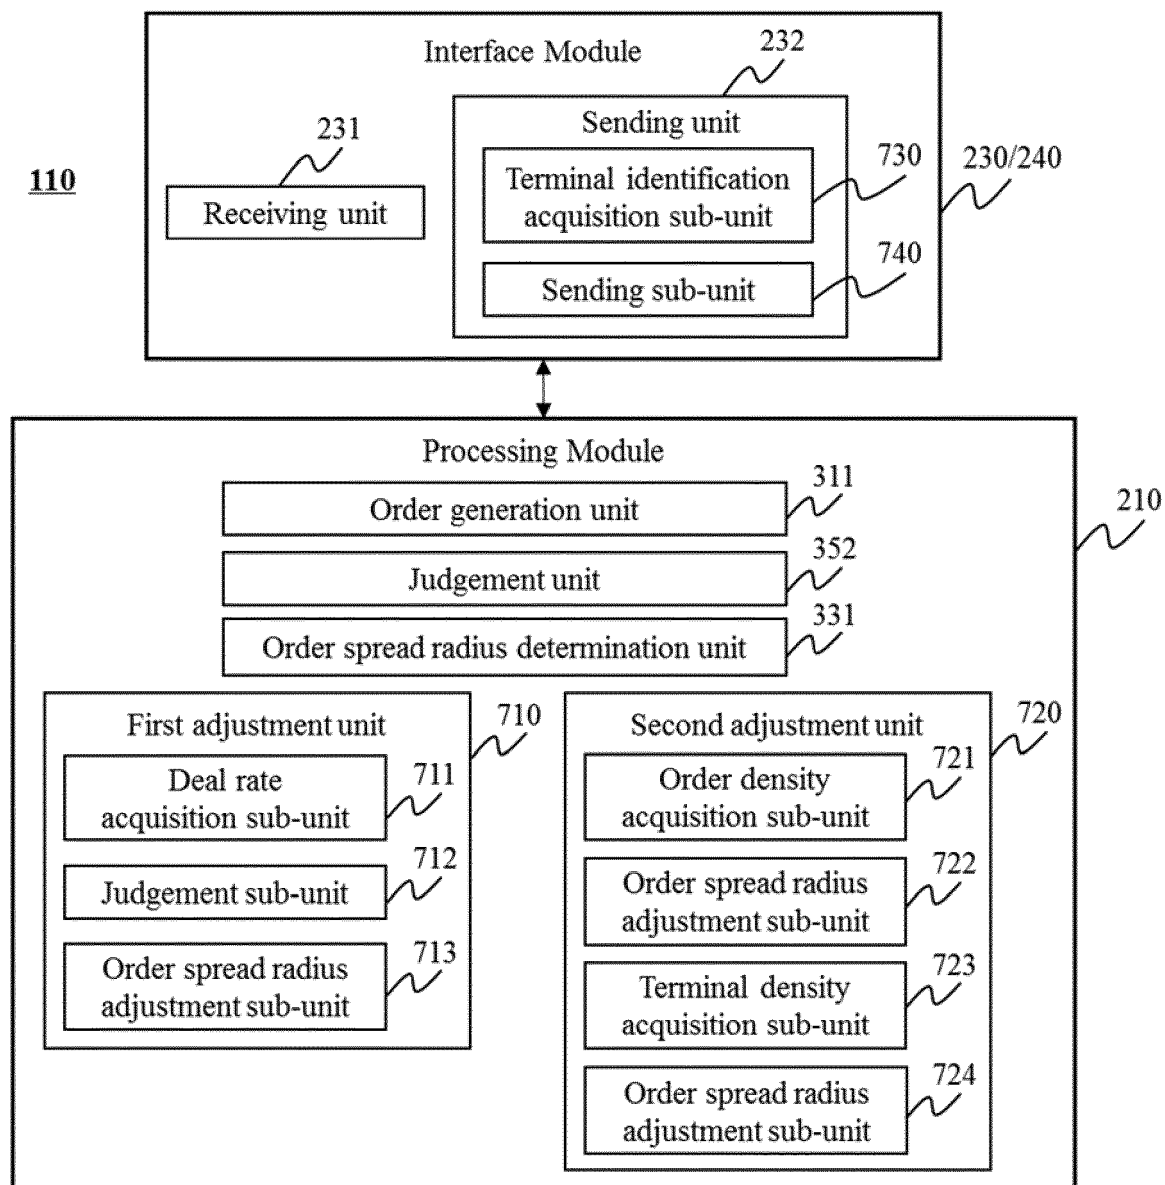 Interface Module
232
Sending unit
231
730
230/240
110
Terminal identification
acquisition sub-unit
Receiving unit
740
Sending sub-unit
Processing Module
311
Order generation unit
210
352
Judgement unit
331
Order spread radius determination unit
First adjustment unit
710
Deal rate
acquisition sub-unit
711
Judgement sub-unit
712
Order spread radius
adjustment sub-unit
713
Second adjustment unit
720
Order density
acquisition sub-unit
721
Order spread radius
adjustment sub-unit
722
Terminal density
acquisition sub-unit
723
Order spread radius
adjustment sub-unit
724